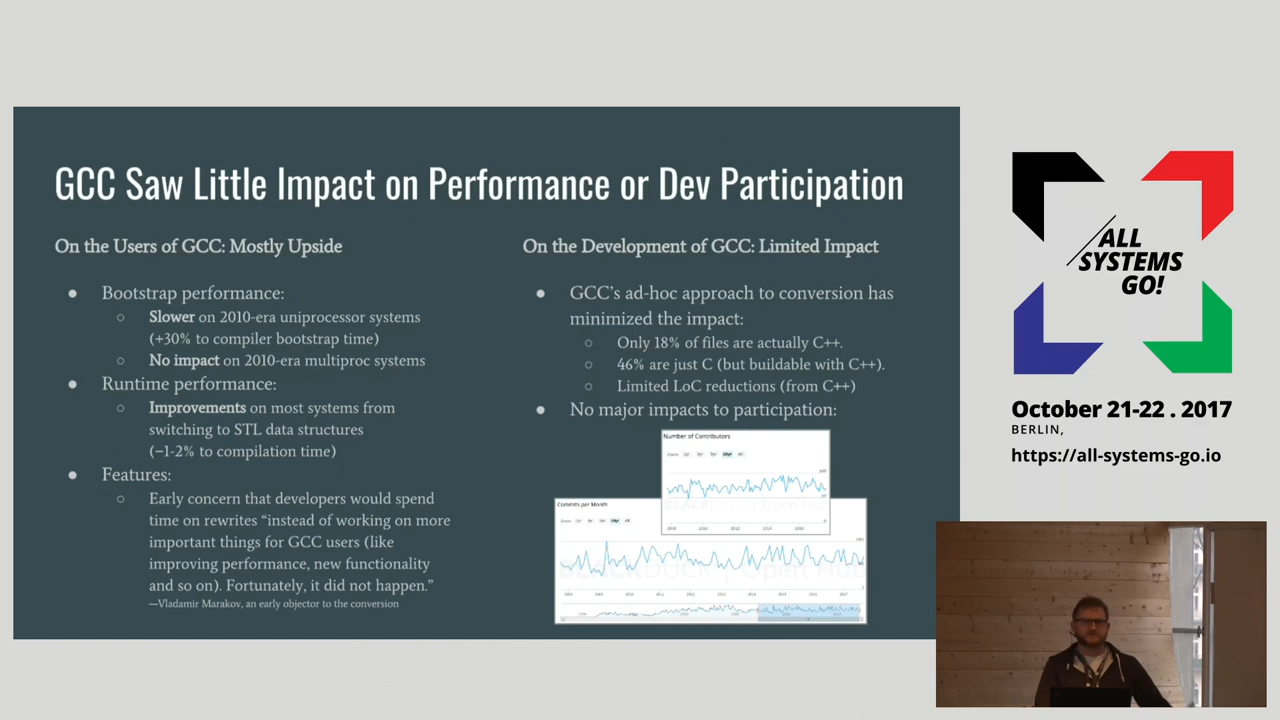 GCC Saw Little Impact on Performance or Dev Participation
On the Users of GCC: Mostly Upside
Bootstrap performance:
Slower on 2010-era uniprocessor systems
(+30% to compiler bootstrap time)
No impact on 2010-era multiproc systems
Runtime performance:
Improvements on most systems from
switching to STL data structures
(−1-2% to compilation time)
Features:
Early concern that developers would spend
time on rewrites “instead of working on more
important things for GCC users (like
improving performance, new functionality
and so on). Fortunately, it did not happen.”
—Vladamir Marakov, an early objector to the conversion
On the Development of GCC: Limited Impact
GCC’s ad-hoc approach to conversion has
minimized the impact:
Only 18% of files are actually C++.
46% are just C (but buildable with C++).
Limited LoC reductions (from C++)
No major impacts to participation:
Number of Contributors
Zoom
Commits per Month
Zoom
BLACKDUCK | Open Hub
ALL
SYSTEMS
GO!
October 21-22 . 2017
BERLIN,
https://all-systems-go.io